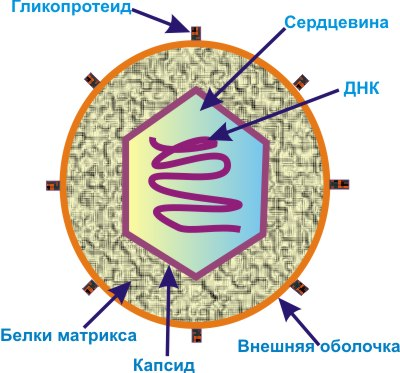 Гликопротеид
Сердцевина
ДНК
Белки матрикса
Внешняя оболочка
Капсид